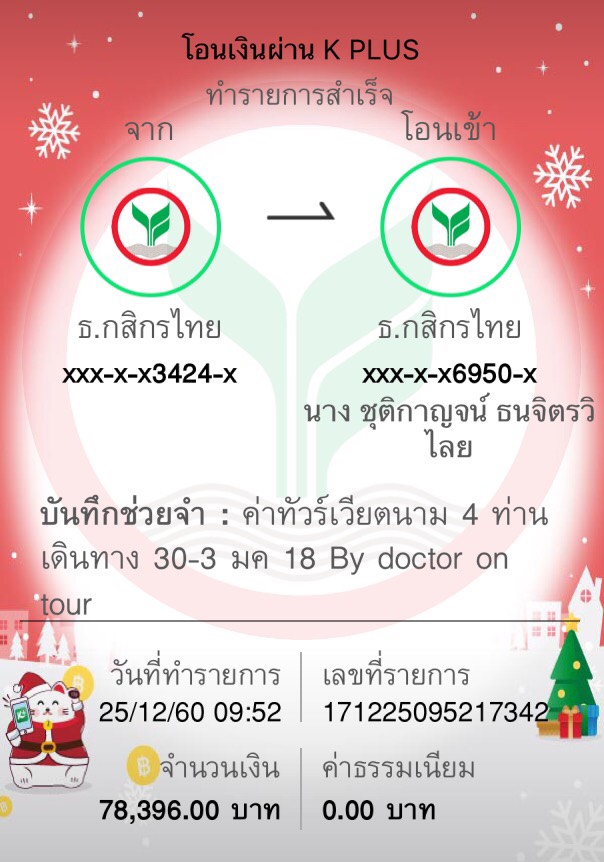 โอนเงินผ่าน K PLUS
ทำรายการสำเร็จ
จาก
โอนเข้า
ธ.กสิกรไทย
ธ.กสิกรไทย
xxx-x-x3424-x
xxx-x-x6950-x
นาง ชุติกาญจน์ ธนจิตรวิ
ไลย
บันทึกช่วยจำ : ค่าทัวร์เวียตนาม 4 ท่าน
เดินทาง 30-3 มค 18 By doctor on
tour
วันที่ทำรายการ
เลขที่รายการ
25/12/60 09:52
171225095217342
จำนวนเงิน
ค่าธรรมเนียม
78,396.00 บาท
0.00 บาท